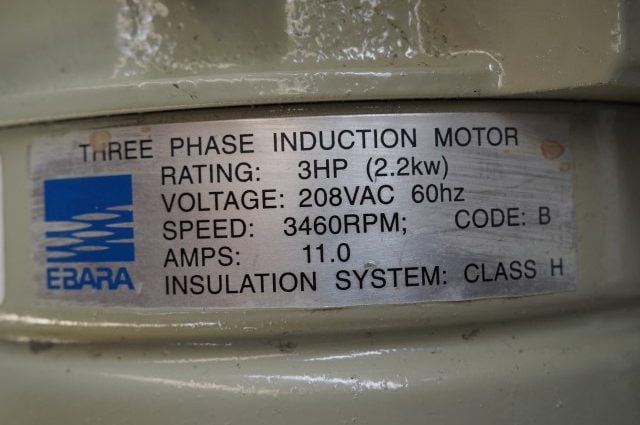 THREE PHASE INDUCTION MOTOR
RATING: 3HP (2.2kw)
VOLTAGE: 208VAC 60hz
SPEED: 3460RPM; CODE: B
AMPS: 11.0
INSULATION SYSTEM: CLASS H
EBARA